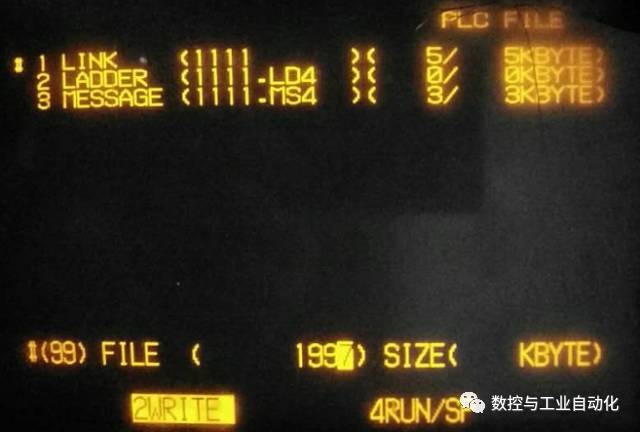 PLC FILE
# 1 LINK (1111 )( 5/ 5KBYTE)
2 LADDER (1111.LD4 )( 0/ 0KBYTE)
3 MESSAGE (1111.MS4 )( 3/ 3KBYTE)
#(99) FILE ( 1997) SIZE( KBYTE)
2WRITE 4RUN/SP
数控与工业自动化